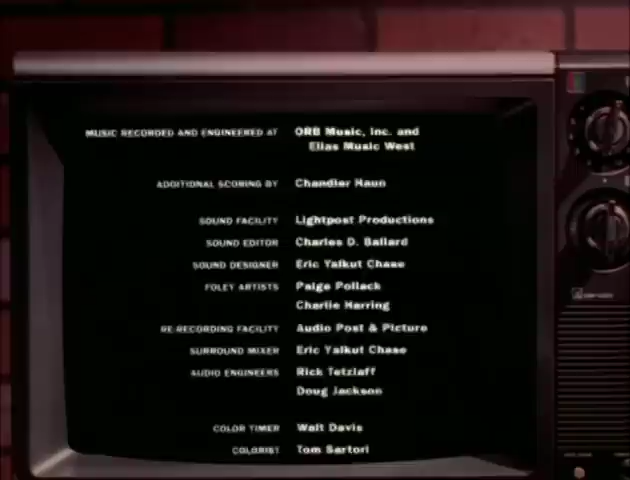 MUSIC RECORDED AND ENGINEERED AT ORB Music, Inc. and
Elias Music West
ADDITIONAL SCORING BY Chandler Haun
SOUND FACILITY Lightpost Productions
SOUND EDITOR Charles D. Ballard
SOUND DESIGNER Eric Yalkut Chase
FOLEY ARTISTS Paige Pollack
Charlie Herring
RE-RECORDING FACILITY Audio Post & Picture
SURROUND MIXER Eric Yalkut Chase
AUDIO ENGINEERS Rick Tetzlaff
Doug Jackson
COLOR TIMER Walt Davis
COLORIST Tom Sartori